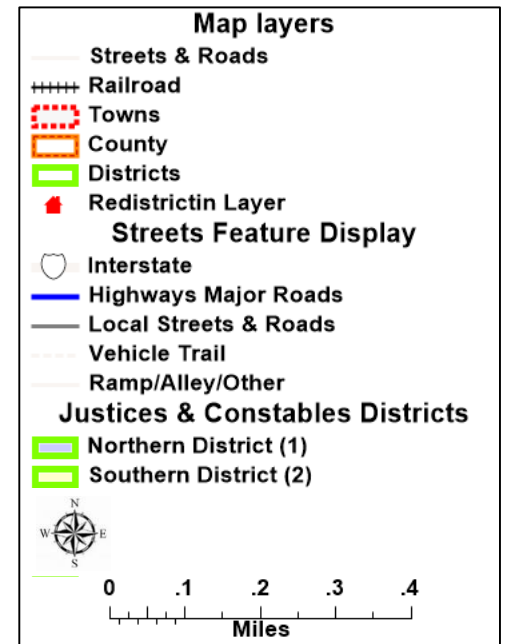 Map layers
Streets & Roads
Railroad
Towns
County
Districts
Redistrictin Layer
Streets Feature Display
Interstate
Highways Major Roads
Local Streets & Roads
Vehicle Trail
Ramp/Alley/Other
Justices & Constables Districts
Northern District (1)
Southern District (2)
N
W E
S
0 .1 .2 .3 .4
Miles